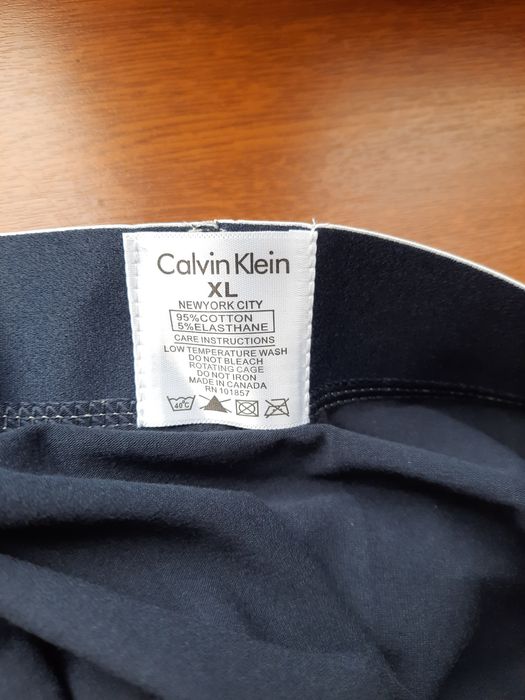 Calvin Klein
XL
NEWYORK CITY
95%COTTON
5%ELASTHANE
CARE INSTRUCTIONS
LOW TEMPERATURE WASH
DO NOT BLEACH
ROTATING CAGE
DO NOT IRON
MADE IN CANADA
RN 101857
40°C